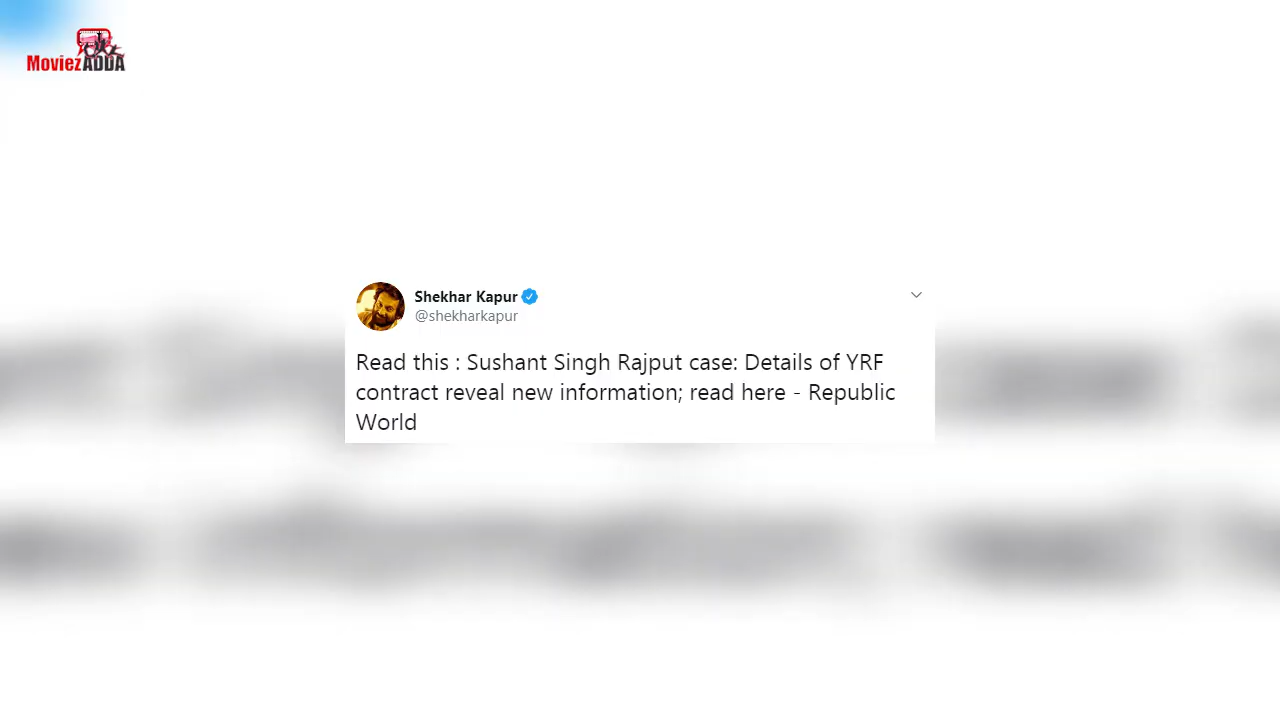 MoviezADDA
Shekhar Kapur
@shekharkapur
Read this : Sushant Singh Rajput case: Details of YRF
contract reveal new information; read here - Republic
World